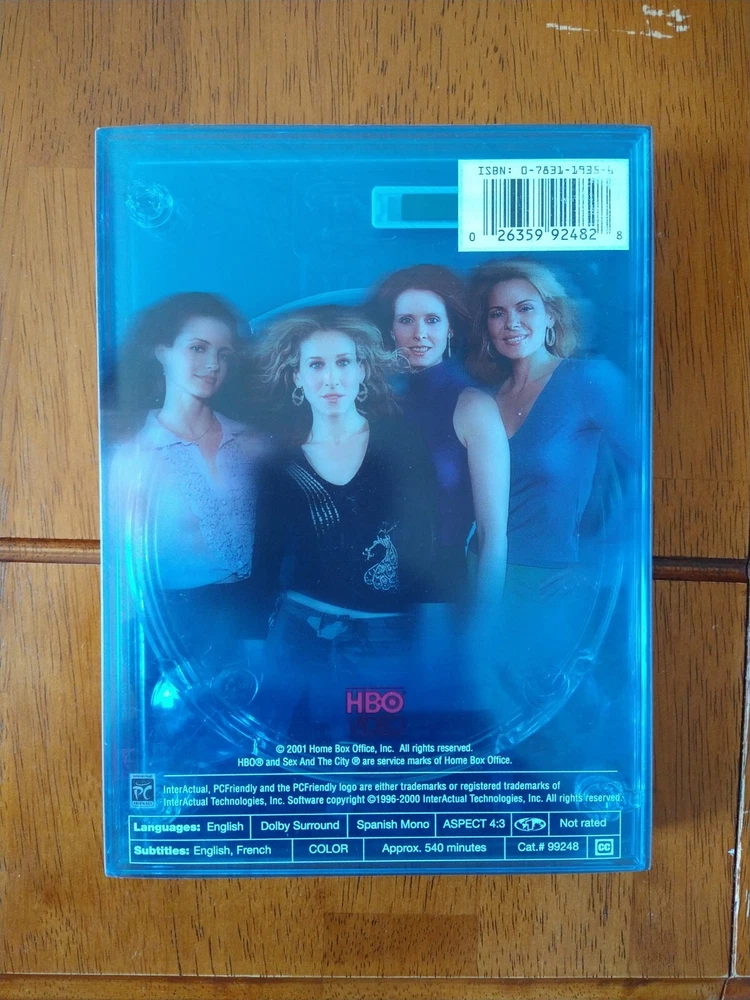 ISBN: 0-7831-1935-6
0 26359 92482 8
HBO
© 2001 Home Box Office, Inc. All rights reserved.
HBO® and Sex And The City ® are service marks of Home Box Office.
PC
InterActual, PCFriendly and the PCFriendly logo are either trademarks or registered trademarks of
InterActual Technologies, Inc. Software copyright ©1996-2000 InterActual Technologies, Inc. All rights reserved.
Languages: English Dolby Surround Spanish Mono ASPECT 4:3 Not rated
Subtitles: English, French COLOR Approx. 540 minutes Cat.# 99248 CC